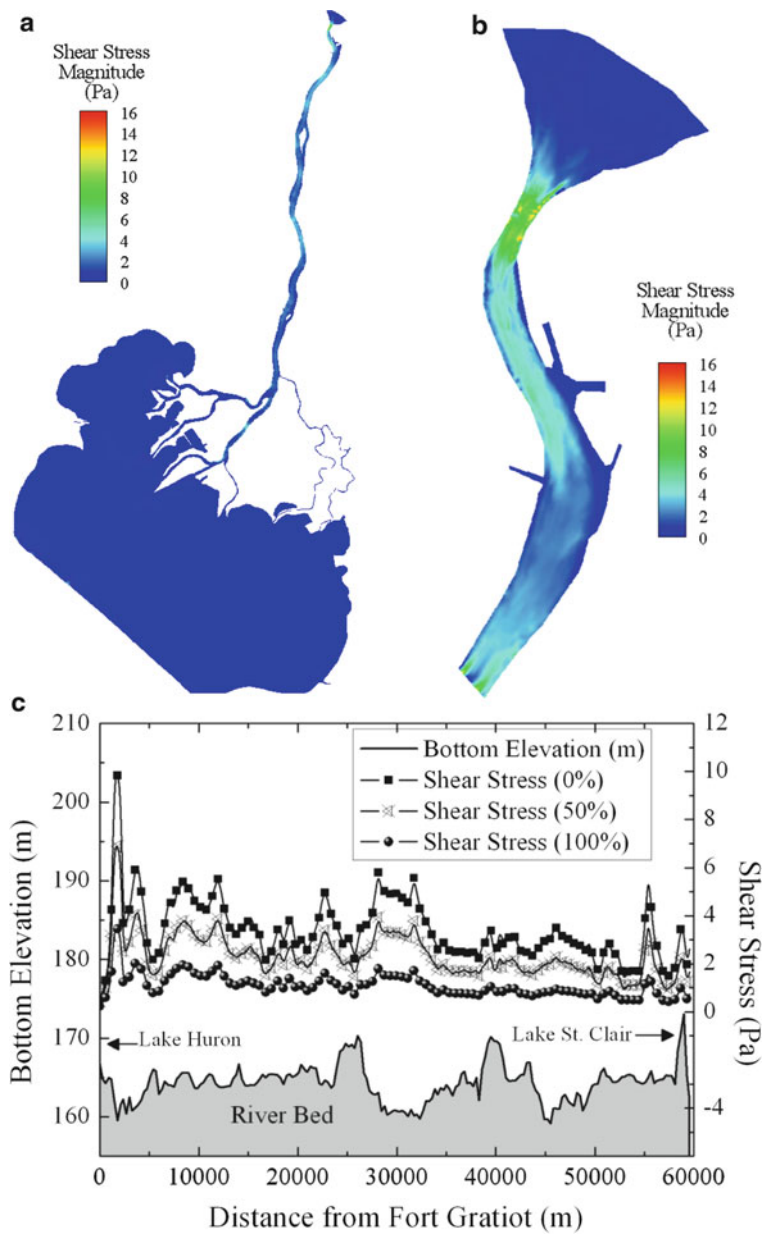 a
Shear Stress
Magnitude
(Pa)
16
14
12
10
8
6
4
2
0
b
Shear Stress
Magnitude
(Pa)
16
14
12
10
8
6
4
2
0
c
Bottom Elevation (m)
210
200
190
180
170
160
Bottom Elevation (m)
Shear Stress (0%)
Shear Stress (50%)
Shear Stress (100%)
12
10
8
6
4
2
0
-4
Shear Stress (Pa)
Lake Huron
Lake St. Clair
River Bed
0
10000
20000
30000
40000
50000
60000
Distance from Fort Gratiot (m)